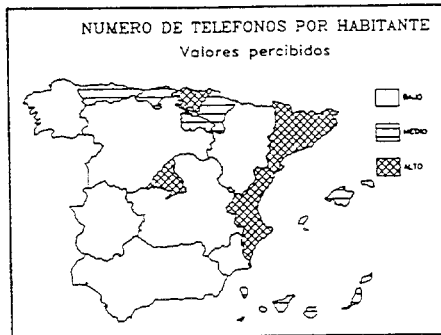 NUMERO DE TELEFONOS POR HABITANTE
Valores percibidos
BAJO
MEDIO
ALTO